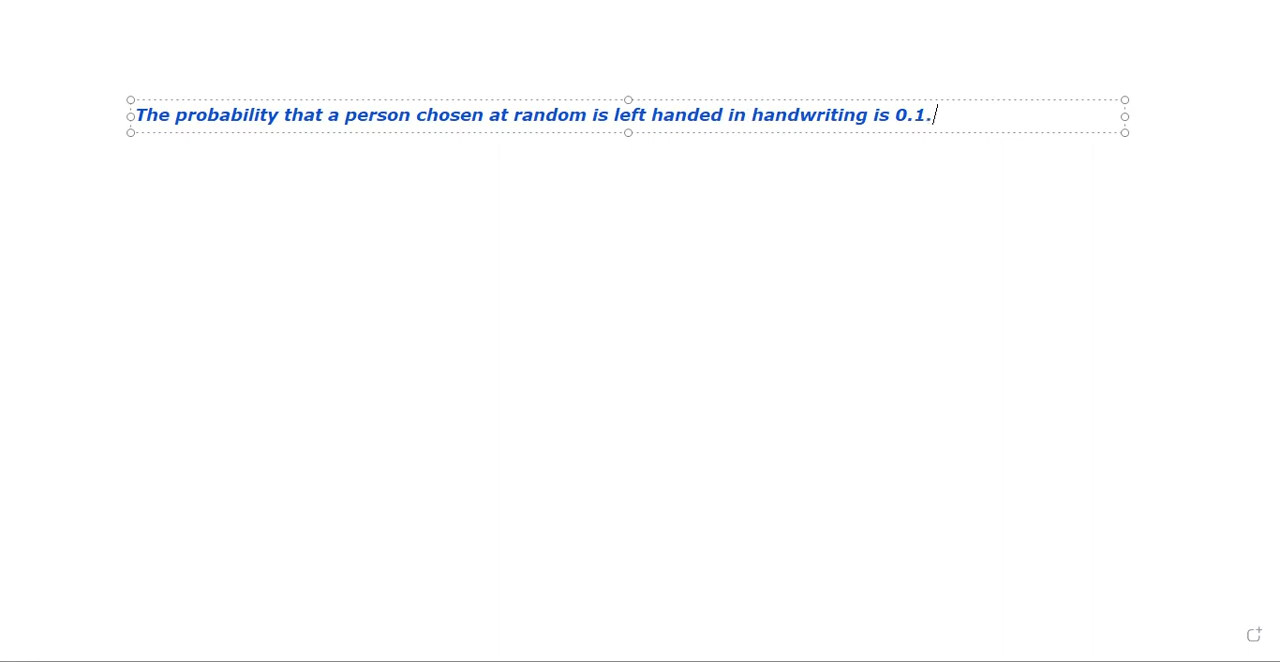 The probability that a person chosen at random is left handed in handwriting is 0.1.